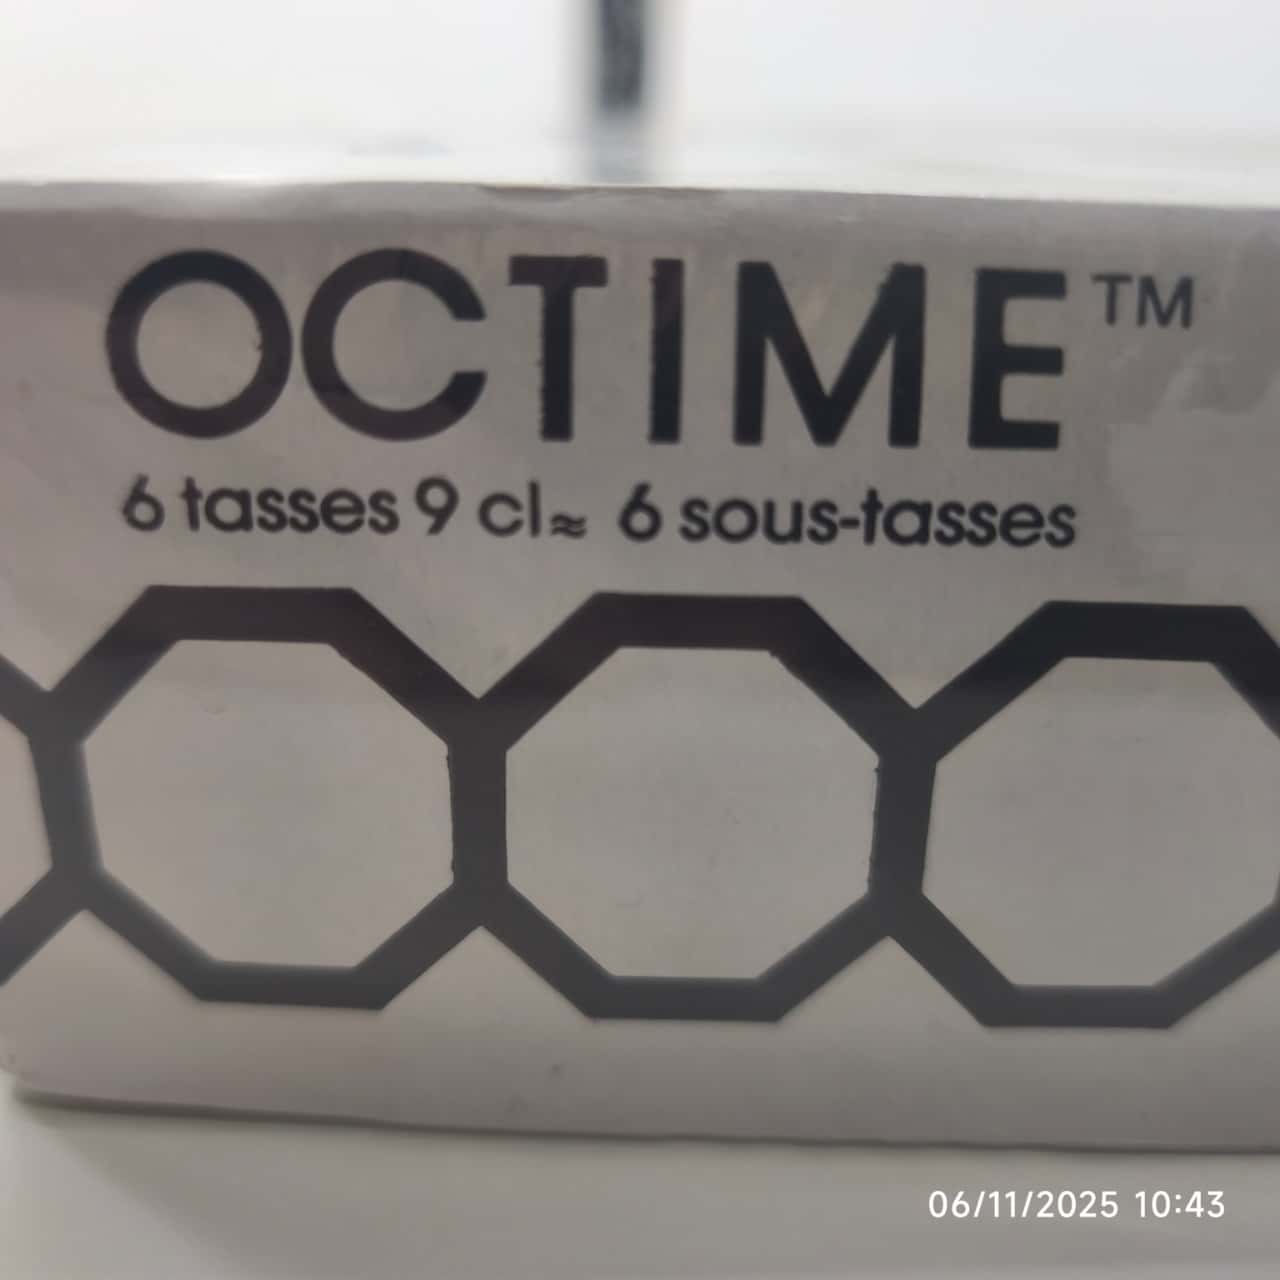 OCTIME™
6 tasses 9 cl≈ 6 sous-tasses
06/11/2025 10:43